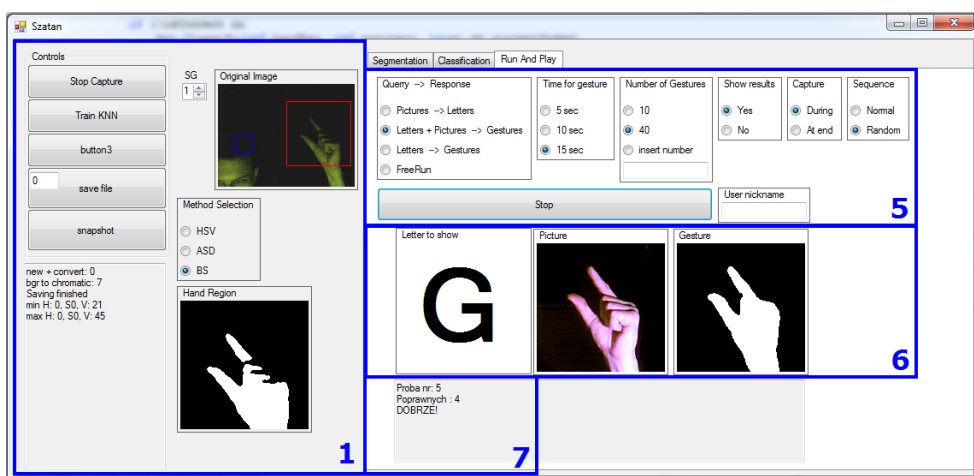 Szatan
Controls
Stop Capture
Train KNN
button3
0
save file
snapshot
new + convert: 0
bgr to chromatic: 7
Saving finished
min H: 0, S0, V: 21
max H: 0, S0, V: 45
SG
1
Original Image
Method Selection
HSV
ASD
BS
Hand Region
1
Segmentation
Classification
Run And Play
Querry --> Response
Pictures --> Letters
Letters + Pictures --> Gestures
Letters --> Gestures
FreeRun
Time for gesture
5 sec
10 sec
15 sec
Number of Gestures
10
40
insert number
Show results
Yes
No
Capture
During
At end
Sequence
Normal
Random
Stop
User nickname
5
Letter to show
G
Picture
Gesture
6
Proba nr: 5
Poprawnych : 4
DOBRZE!
7